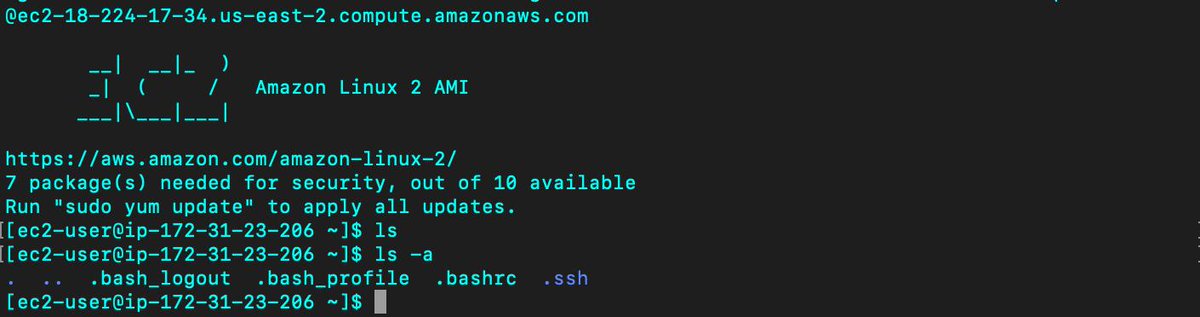 @ec2-18-224-17-34.us-east-2.compute.amazonaws.com
__|  __|_  )
_|  (     /   Amazon Linux 2 AMI
___|\___|___|
https://aws.amazon.com/amazon-linux-2/
7 package(s) needed for security, out of 10 available
Run "sudo yum update" to apply all updates.
[[ec2-user@ip-172-31-23-206 ~]$ ls
[[ec2-user@ip-172-31-23-206 ~]$ ls -a
.  ..  .bash_logout  .bash_profile  .bashrc  .ssh
[ec2-user@ip-172-31-23-206 ~]$